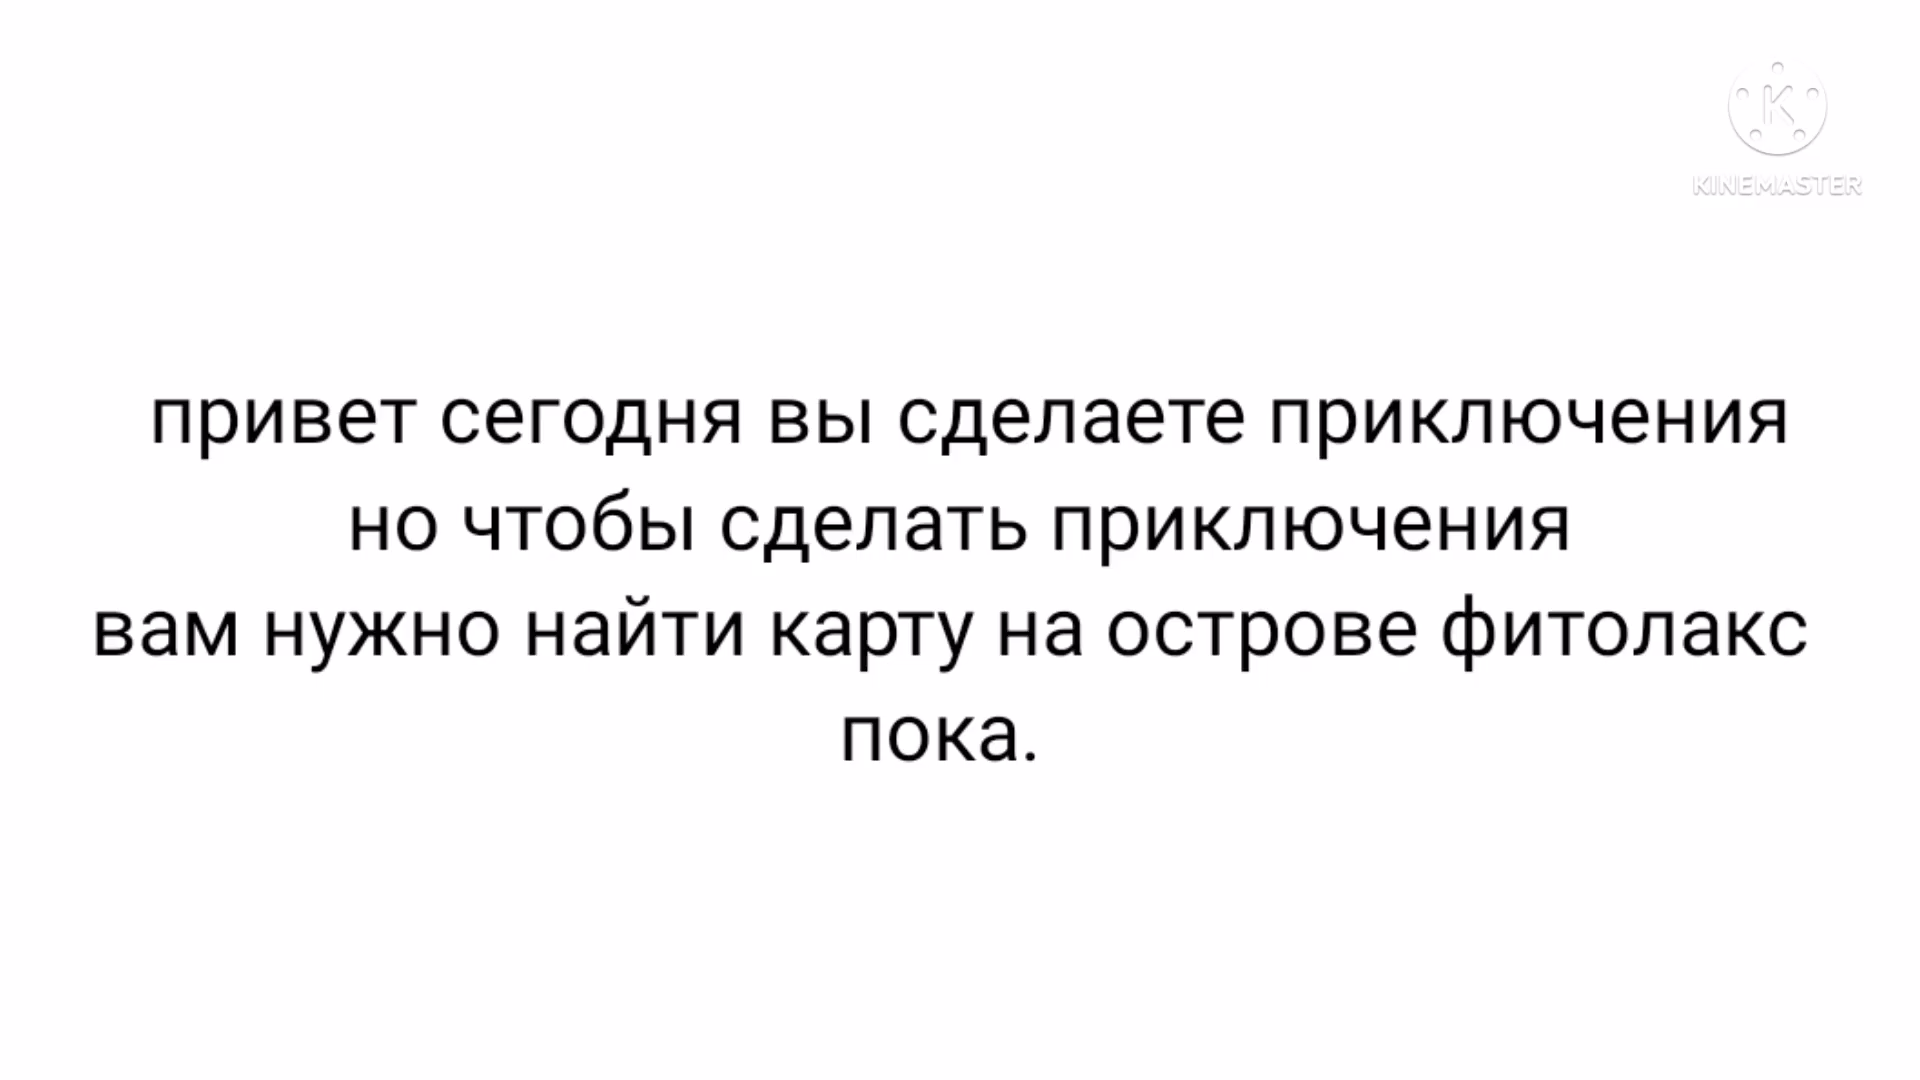 KINEMASTER
привет сегодня вы сделаете приключения
но чтобы сделать приключения
вам нужно найти карту на острове фитолакс
пока.